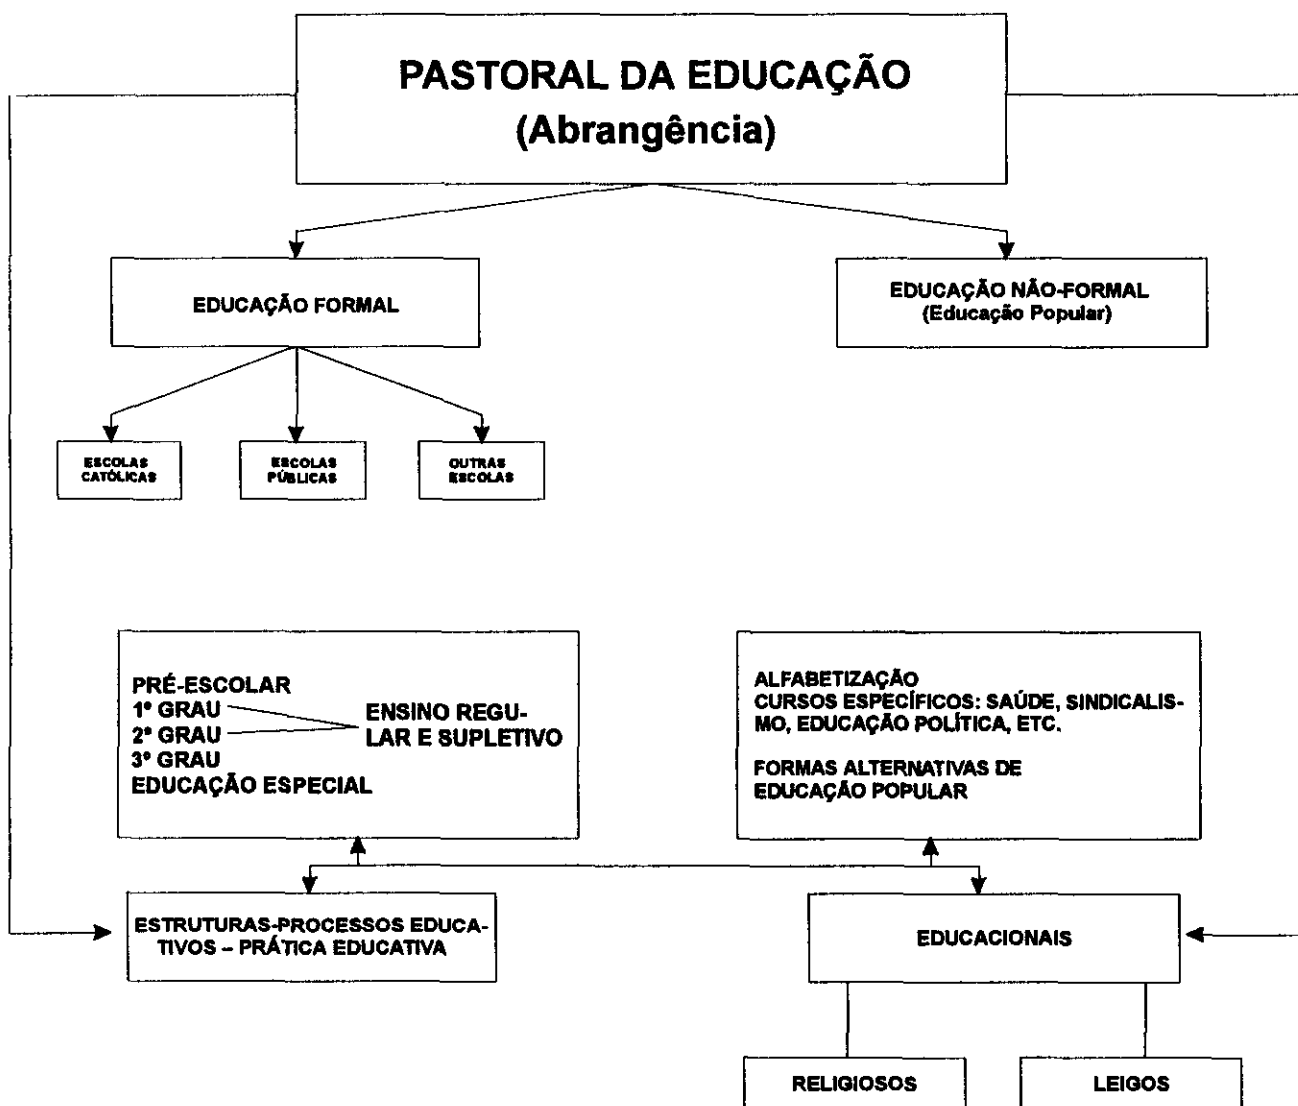 PASTORAL DA EDUCAÇÃO
(Abrangência)
EDUCAÇÃO FORMAL
EDUCAÇÃO NÃO-FORMAL
(Educação Popular)
ESCOLAS
CATÓLICAS
ESCOLAS
PÚBLICAS
OUTRAS
ESCOLAS
PRÉ-ESCOLAR
1º GRAU
2º GRAU
3º GRAU
EDUCAÇÃO ESPECIAL
ENSINO REGU-
LAR E SUPLETIVO
ALFABETIZAÇÃO
CURSOS ESPECÍFICOS: SAÚDE, SINDICALIS-
MO, EDUCAÇÃO POLÍTICA, ETC.
FORMAS ALTERNATIVAS DE
EDUCAÇÃO POPULAR
ESTRUTURAS-PROCESSOS EDUCA-
TIVOS – PRÁTICA EDUCATIVA
EDUCACIONAIS
RELIGIOSOS
LEIGOS